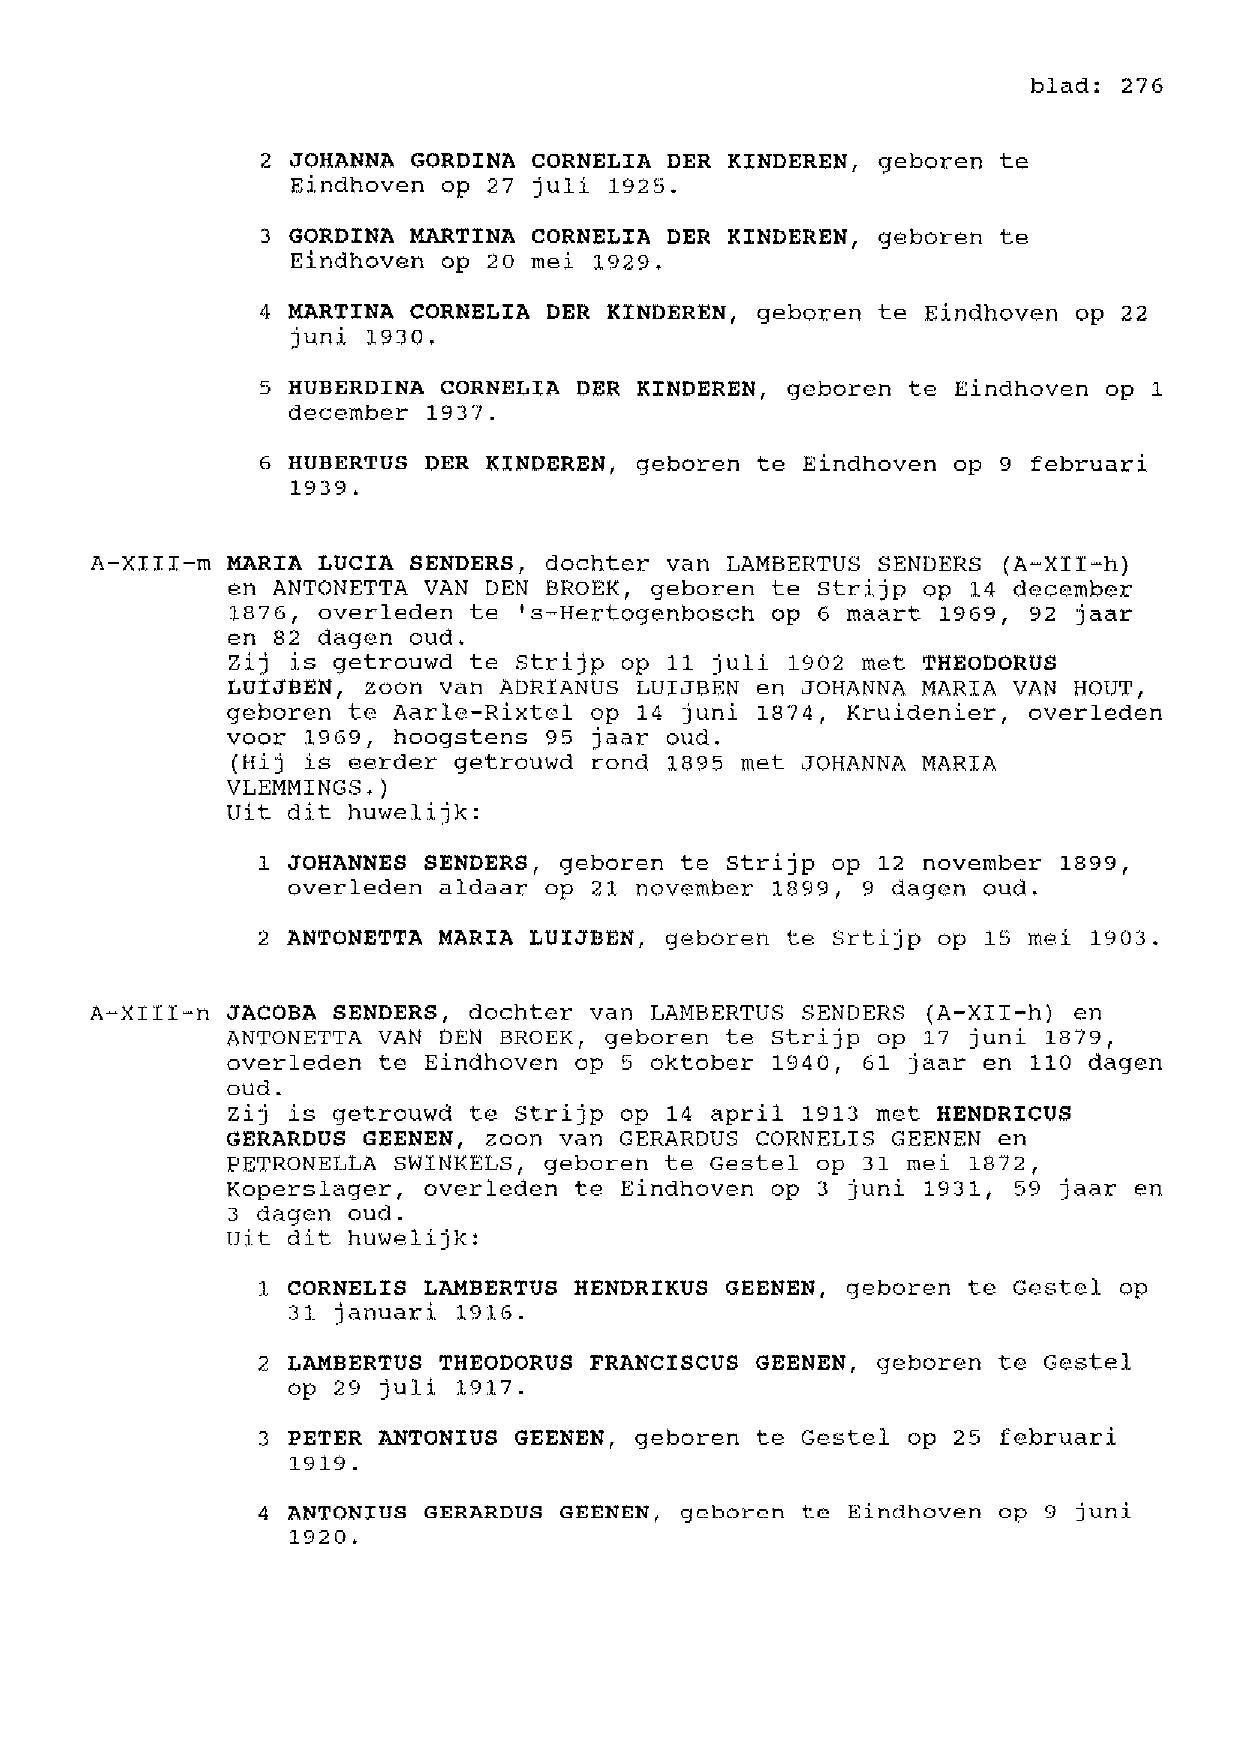 blad: 276
2 JOHANNA GORDINA CORNELIA DER KINDEREN, geboren te
Eindhoven op 27 juli 1925.
3 GORDINA MARTINA CORNELIA DER KINDEREN, geboren te
Eindhoven op 20 mei 1929.
4 MARTINA CORNELIA DER KINDEREN, geboren te Eindhoven op 22
juni 1930.
5 HUBERDINA CORNELIA DER KINDEREN, geboren te Eindhoven op 1
december 1937.
6 HUBERTUS DER KINDEREN, geboren te Eindhoven op 9 februari
1939.
A-XIII-m MARIA LUCIA SENDERS, dochter van LAMBERTUS SENDERS (A-XII-h)
en ANTONETTA VAN DEN BROEK, geboren te Strijp op 14 december
1876, overleden te 's-Hertogenbosch op 6 maart 1969, 92 jaar
en 82 dagen oud.
Zij is getrouwd te Strijp op 11 juli 1902 met THEODORUS
LUIJBEN, zoon van ADRIANUS LUIJBEN en JOHANNA MARIA VAN HOUT,
geboren te Aarle-Rixtel op 14 juni 1874, Kruidenier, overleden
voor 1969, hoogstens 95 jaar oud.
(Hij is eerder getrouwd rond 1895 met JOHANNA MARIA
VLEMMINGS.)
Uit dit huwelijk:
1 JOHANNES SENDERS, geboren te Strijp op 12 november 1899,
overleden aldaar op 21 november 1899, 9 dagen oud.
2 ANTONETTA MARIA LUIJBEN, geboren te Srtijp op 15 mei 1903.
A-XIII-n JACOBA SENDERS, dochter van LAMBERTUS SENDERS (A-XII-h) en
ANTONETTA VAN DEN BROEK, geboren te Strijp op 17 juni 1879,
overleden te Eindhoven op 5 oktober 1940, 61 jaar en 110 dagen
oud.
Zij is getrouwd te Strijp op 14 april 1913 met HENDRICUS
GERARDUS GEENEN, zoon van GERARDUS CORNELIS GEENEN en
PETRONELLA SWINKELS, geboren te Gestel op 31 mei 1872,
Koperslager, overleden te Eindhoven op 3 juni 1931, 59 jaar en
3 dagen oud.
Uit dit huwelijk:
1 CORNELIS LAMBERTUS HENDRIKUS GEENEN, geboren te Gestel op
31 januari 1916.
2 LAMBERTUS THEODORUS FRANCISCUS GEENEN, geboren te Gestel
op 29 juli 1917.
3 PETER ANTONIUS GEENEN, geboren te Gestel op 25 februari
1919.
4 ANTONIUS GERARDUS GEENEN, geboren te Eindhoven op 9 juni
1920.